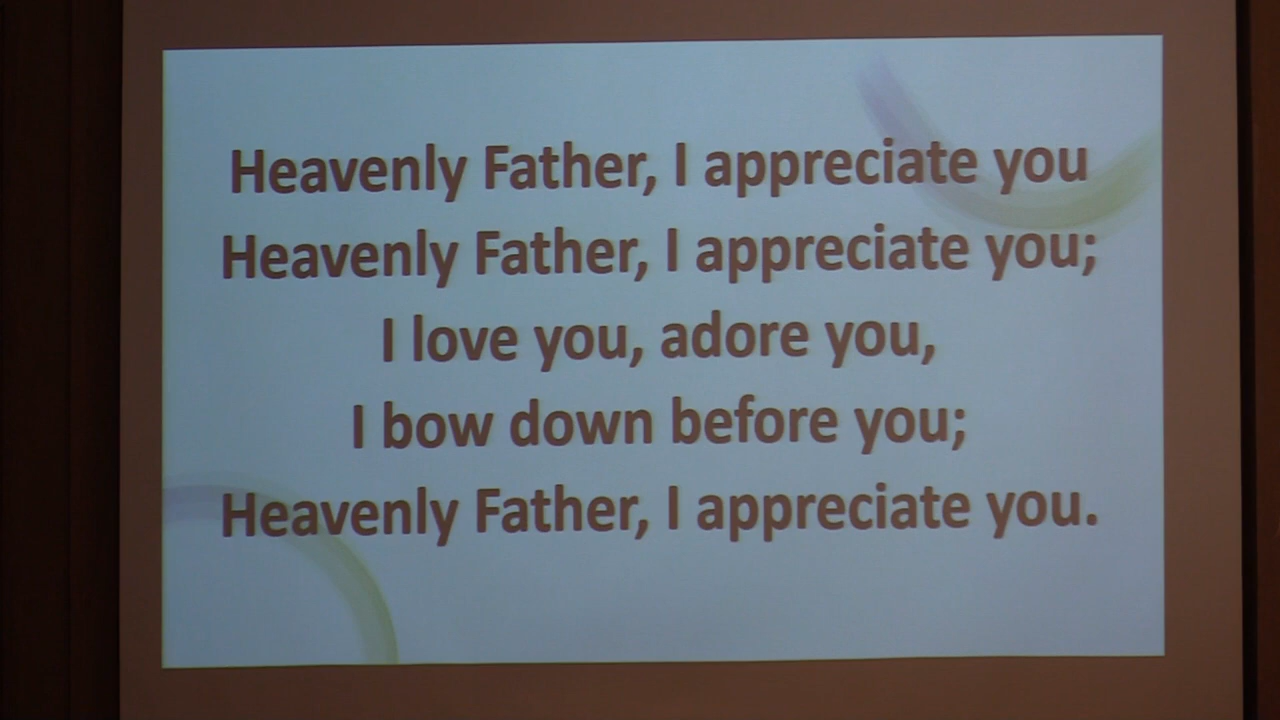 Heavenly Father, I appreciate you
Heavenly Father, I appreciate you;
I love you, adore you,
I bow down before you;
Heavenly Father, I appreciate you.